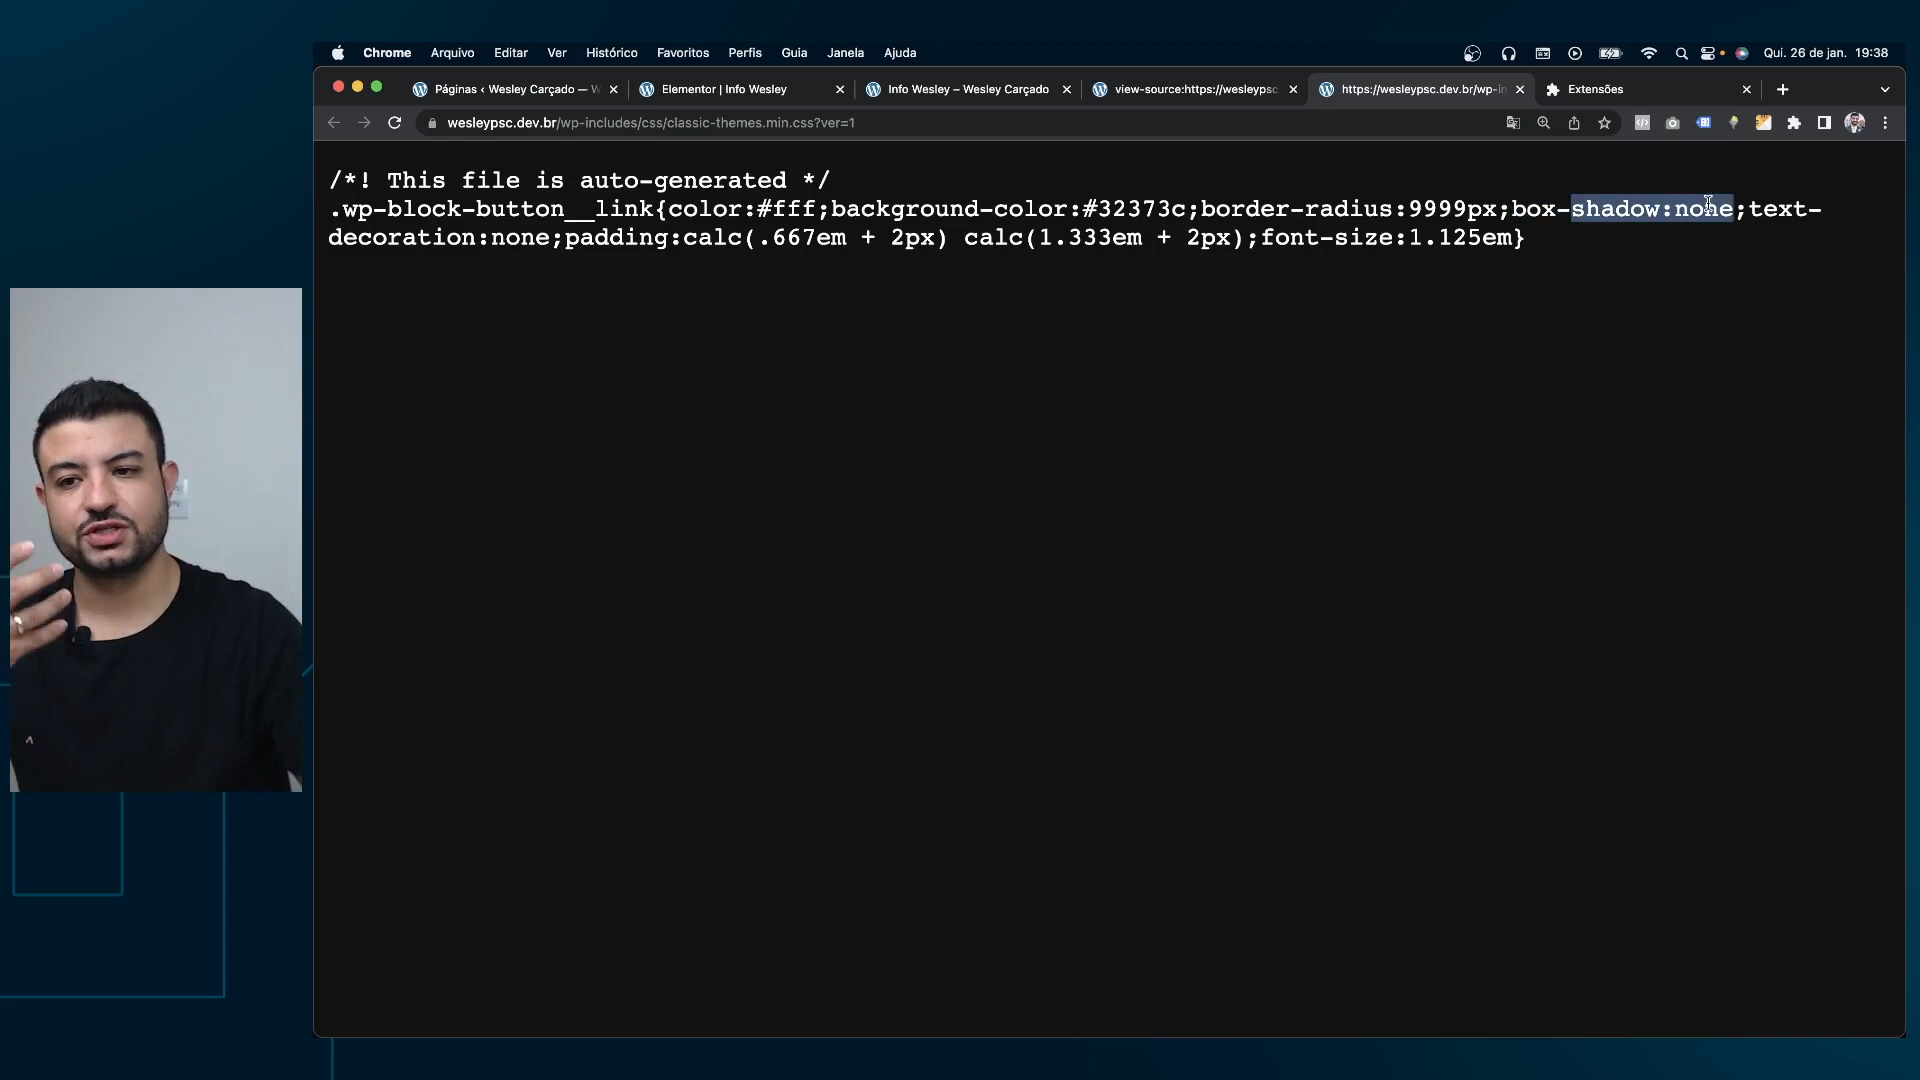 Chrome Arquivo Editar Ver Histórico Favoritos Perfis Guia Janela Ajuda Qui. 26 de jan. 19:38
Páginas ‹ Wesley Carçado — W Elementor | Info Wesley Info Wesley – Wesley Carçado view-source:https://wesleypsc https://wesleypsc.dev.br/wp-in Extensões
wesleypsc.dev.br/wp-includes/css/classic-themes.min.css?ver=1
/*! This file is auto-generated */
.wp-block-button__link{color:#fff;background-color:#32373c;border-radius:9999px;box-shadow:none;text-
decoration:none;padding:calc(.667em + 2px) calc(1.333em + 2px);font-size:1.125em}